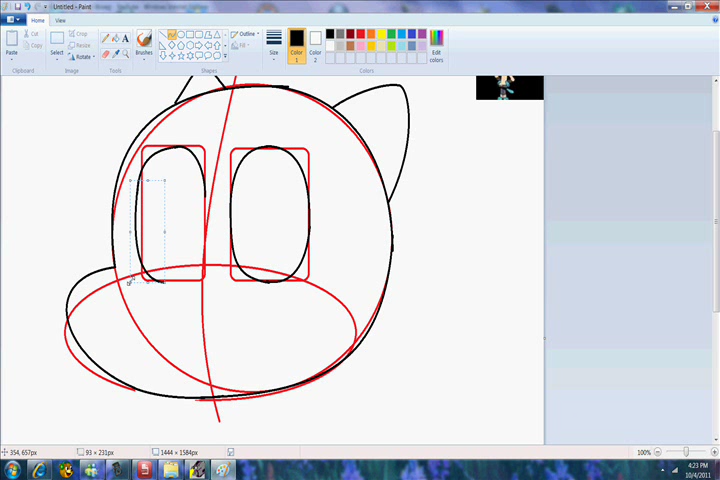 Untitled - Paint
Home View
Paste
Cut
Copy
Clipboard
Select
Crop
Resize
Rotate
Image
Tools
Brushes
Shapes
Outline
Fill
Size
Color
1
Color
2
Colors
Edit
colors
354, 657px
93 × 231px
1444 × 1584px
100%
4:23 PM
10/4/2011